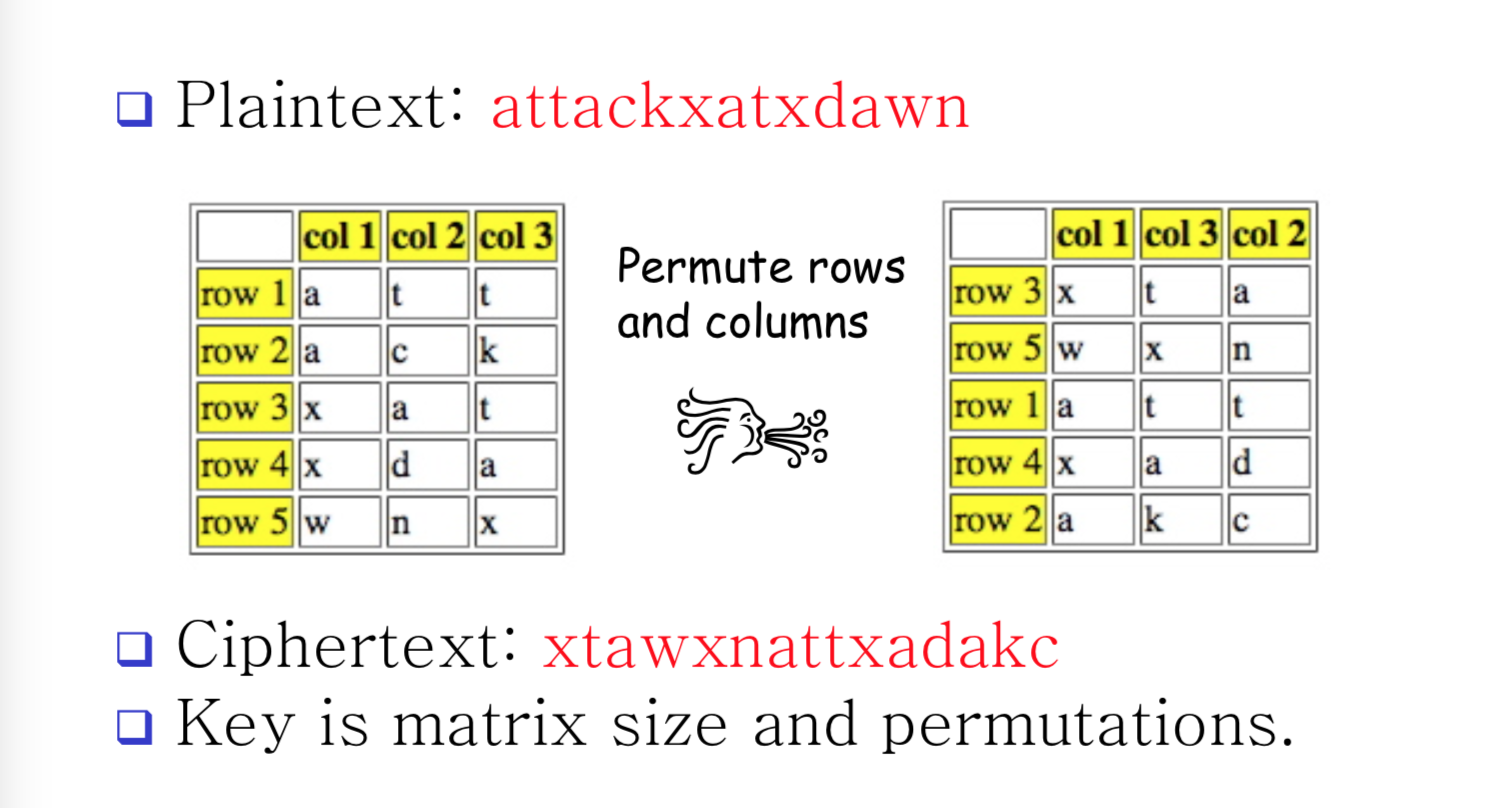 Plaintext: attackxatxdawn
col 1 col 2 col 3
row 1 a t t
row 2 a c k
row 3 x a t
row 4 x d a
row 5 w n x
Permute rows
and columns
col 1 col 3 col 2
row 3 x t a
row 5 w x n
row 1 a t t
row 4 x a d
row 2 a k c
Ciphertext: xtawxnattxadakc
Key is matrix size and permutations.